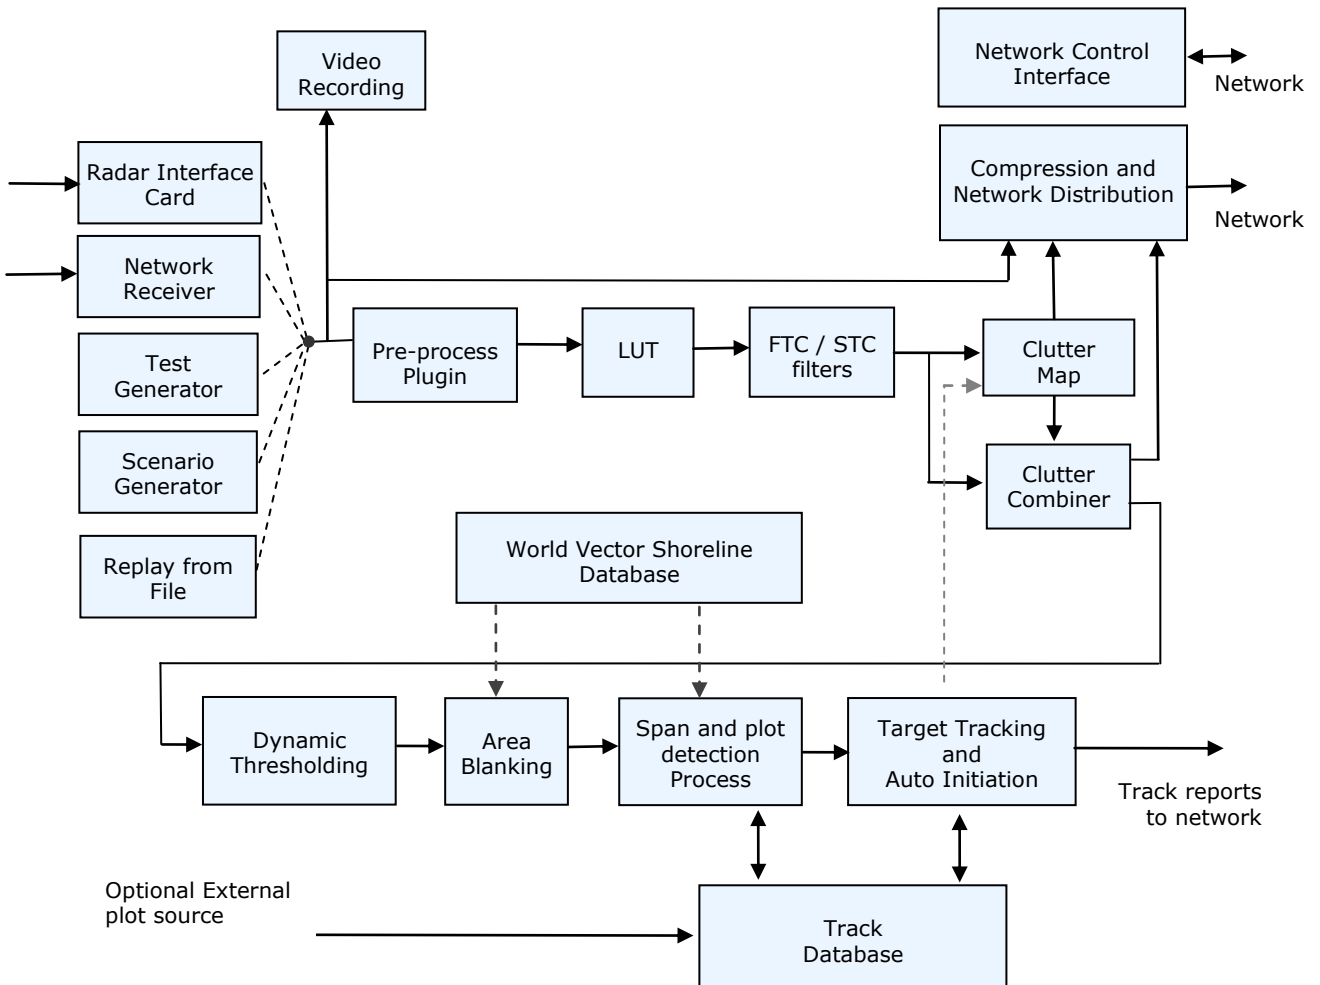 Video
Recording
Network Control
Interface
Network
Radar Interface
Card
Compression and
Network Distribution
Network
Network
Receiver
Test
Generator
Pre-process
Plugin
LUT
FTC / STC
filters
Clutter
Map
Scenario
Generator
Clutter
Combiner
Replay from
File
World Vector Shoreline
Database
Dynamic
Thresholding
Area
Blanking
Span and plot
detection
Process
Target Tracking
and
Auto Initiation
Track reports
to network
Optional External
plot source
Track
Database